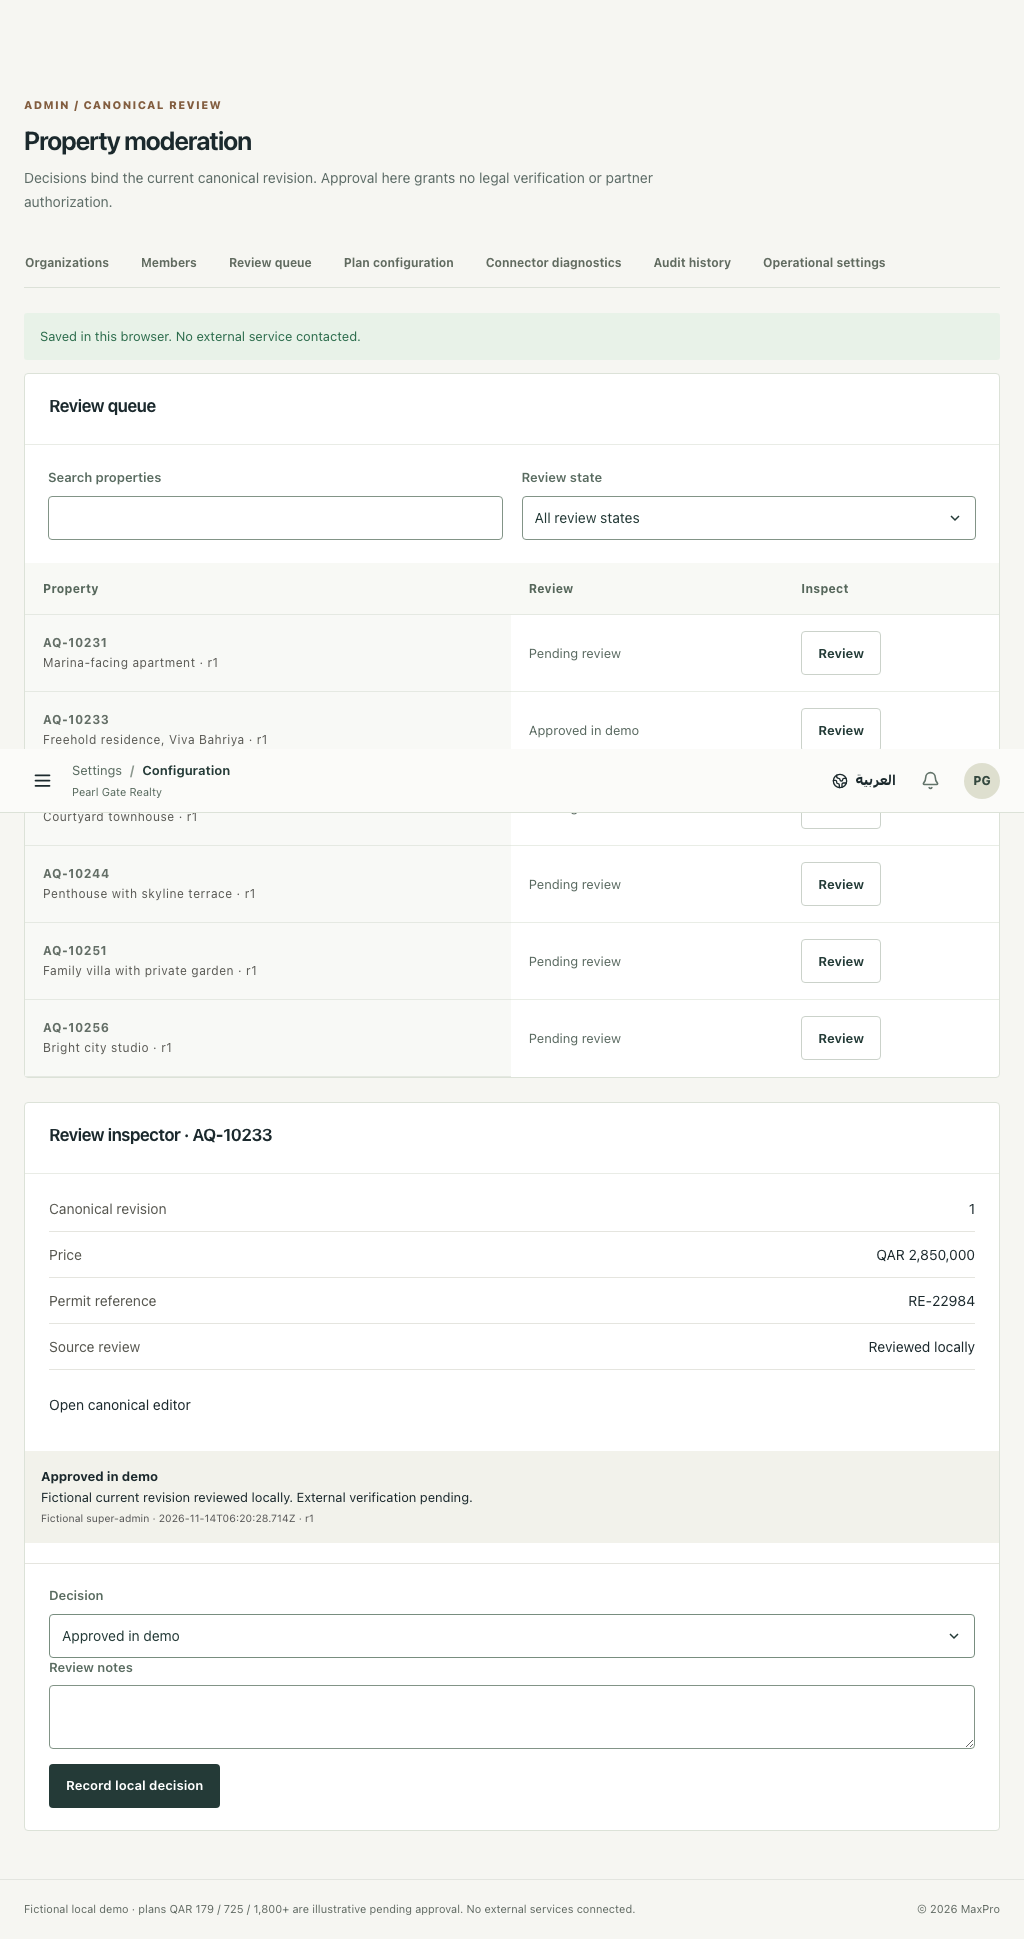 ADMIN / CANONICAL REVIEW
Property moderation
Decisions bind the current canonical revision. Approval here grants no legal verification or partner
authorization.
Organizations Members Review queue Plan configuration Connector diagnostics Audit history Operational settings
Saved in this browser. No external service contacted.
Review queue
Search properties Review state
All review states
Property Review Inspect
AQ-10231
Marina-facing apartment · r1
Pending review Review
AQ-10233
Freehold residence, Viva Bahriya · r1
Approved in demo Review
Settings / Configuration
Pearl Gate Realty
العربية PG
Courtyard townhouse · r1
AQ-10244
Penthouse with skyline terrace · r1
Pending review Review
AQ-10251
Family villa with private garden · r1
Pending review Review
AQ-10256
Bright city studio · r1
Pending review Review
Review inspector · AQ-10233
Canonical revision 1
Price QAR 2,850,000
Permit reference RE-22984
Source review Reviewed locally
Open canonical editor
Approved in demo
Fictional current revision reviewed locally. External verification pending.
Fictional super-admin · 2026-11-14T06:20:28.714Z · r1
Decision
Approved in demo
Review notes
Record local decision
Fictional local demo · plans QAR 179 / 725 / 1,800+ are illustrative pending approval. No external services connected. © 2026 MaxPro